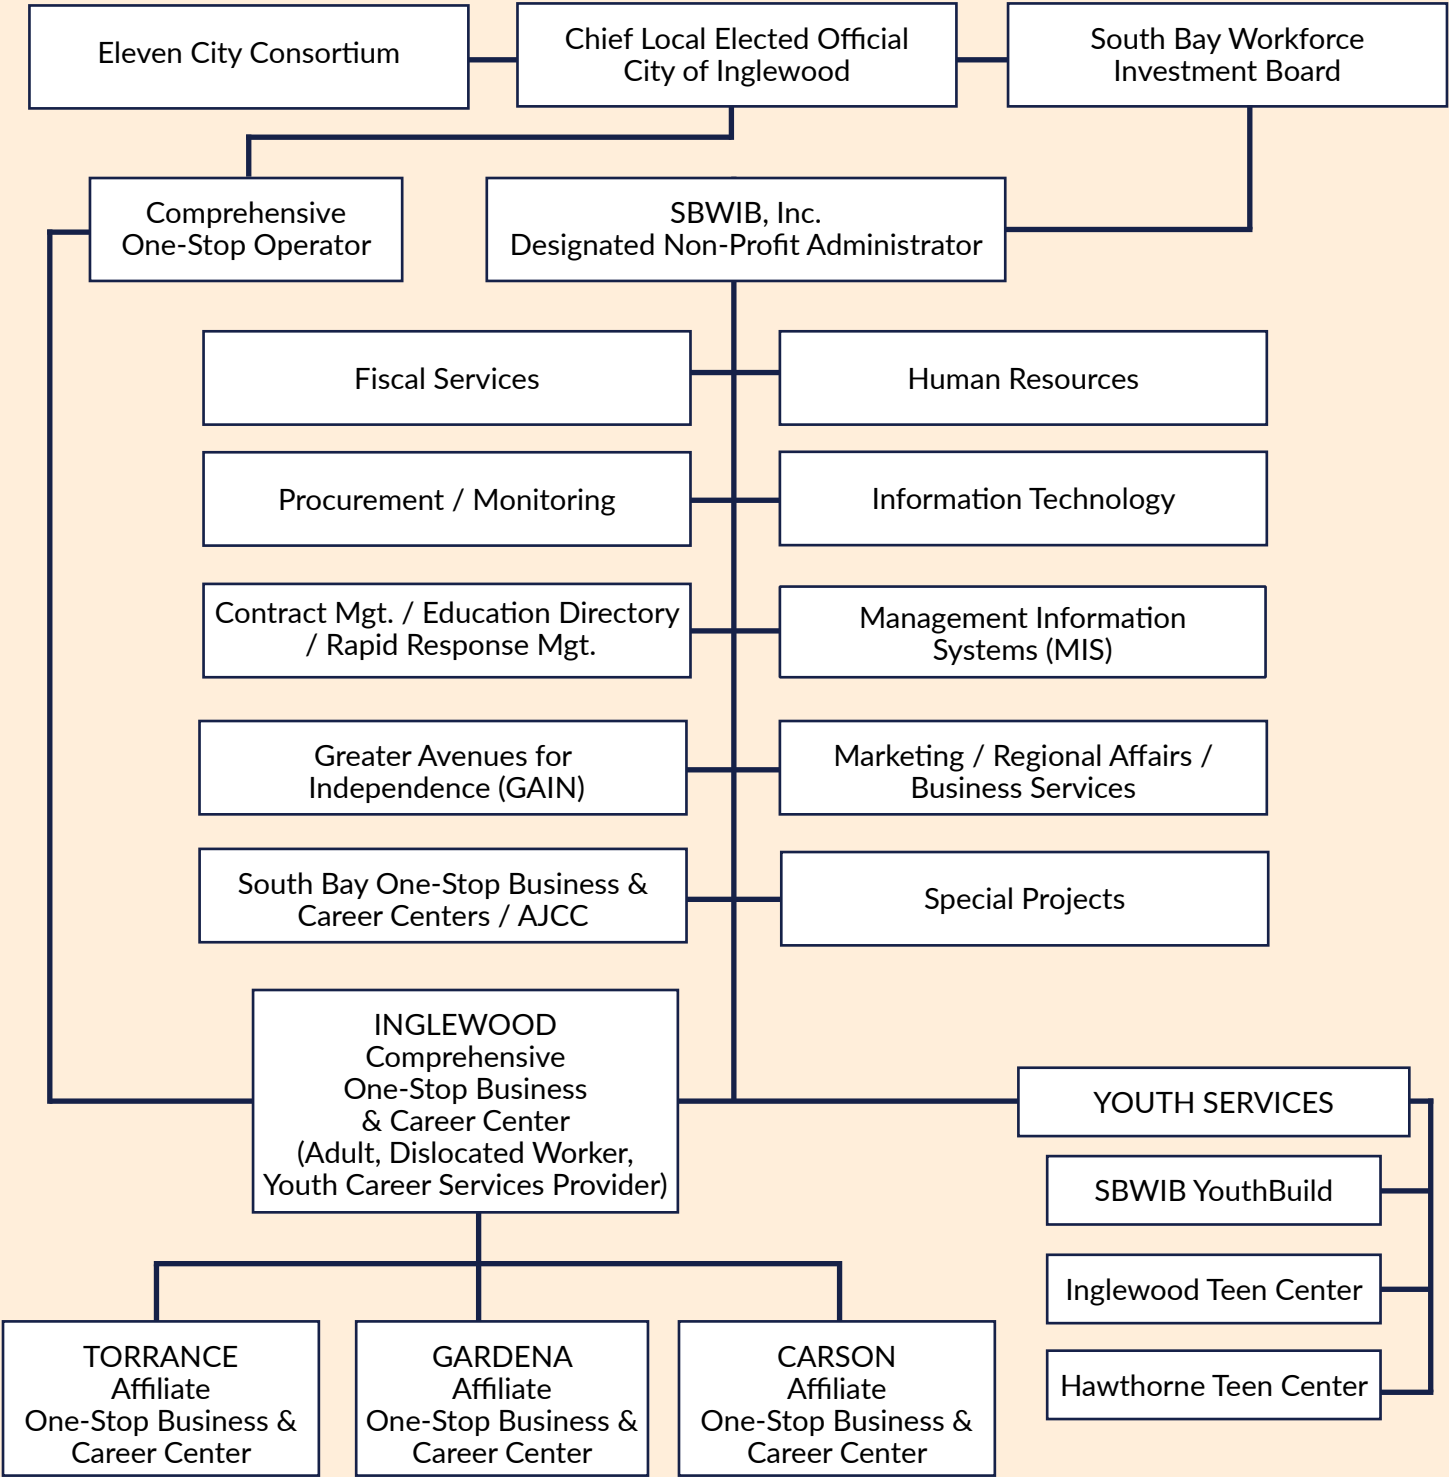 Eleven City Consortium
Chief Local Elected Official
City of Inglewood
South Bay Workforce
Investment Board
Comprehensive
One-Stop Operator
SBWIB, Inc.
Designated Non-Profit Administrator
Fiscal Services
Human Resources
Procurement / Monitoring
Information Technology
Contract Mgt. / Education Directory
/ Rapid Response Mgt.
Management Information
Systems (MIS)
Greater Avenues for
Independence (GAIN)
Marketing / Regional Affairs /
Business Services
South Bay One-Stop Business &
Career Centers / AJCC
Special Projects
INGLEWOOD
Comprehensive
One-Stop Business
& Career Center
(Adult, Dislocated Worker,
Youth Career Services Provider)
YOUTH SERVICES
SBWIB YouthBuild
Inglewood Teen Center
Hawthorne Teen Center
TORRANCE
Affiliate
One-Stop Business &
Career Center
GARDENA
Affiliate
One-Stop Business &
Career Center
CARSON
Affiliate
One-Stop Business &
Career Center